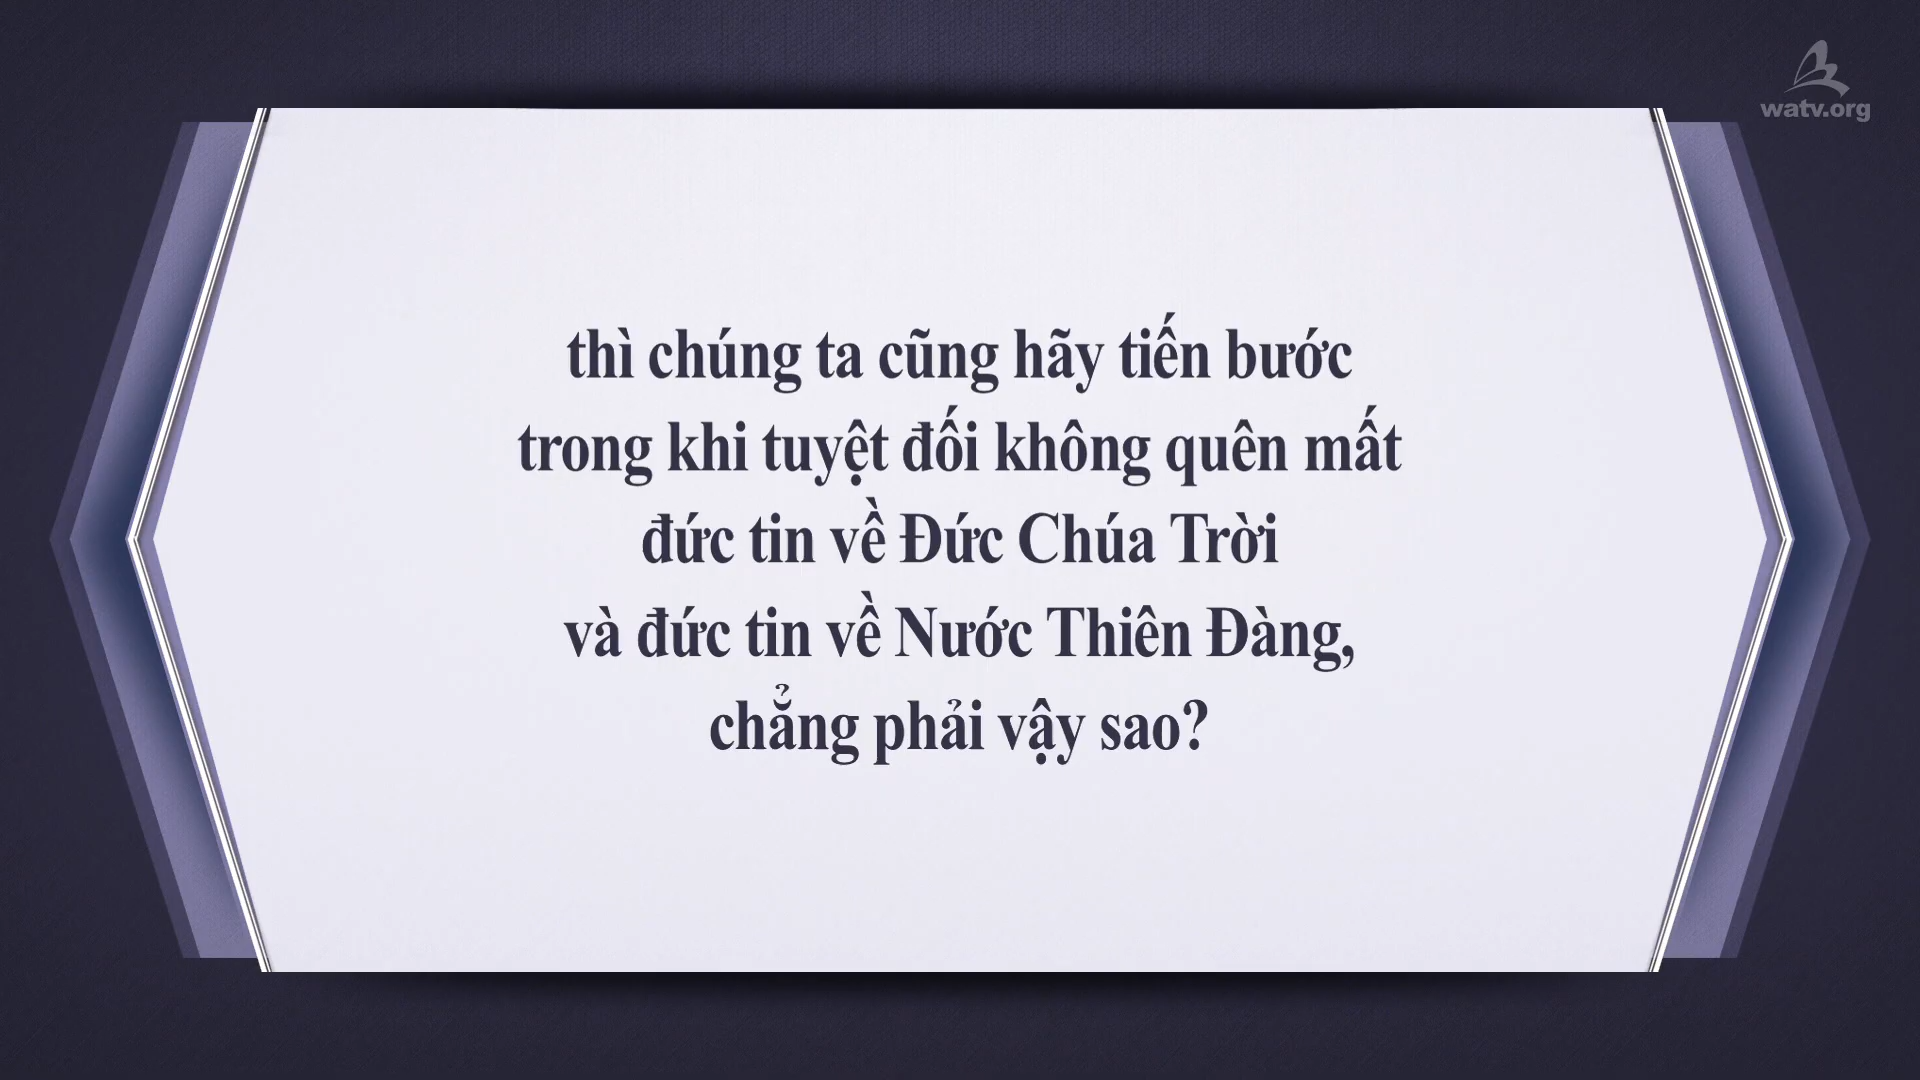 watv.org
thì chúng ta cũng hãy tiến bước
trong khi tuyệt đối không quên mất
đức tin về Đức Chúa Trời
và đức tin về Nước Thiên Đàng,
chẳng phải vậy sao?